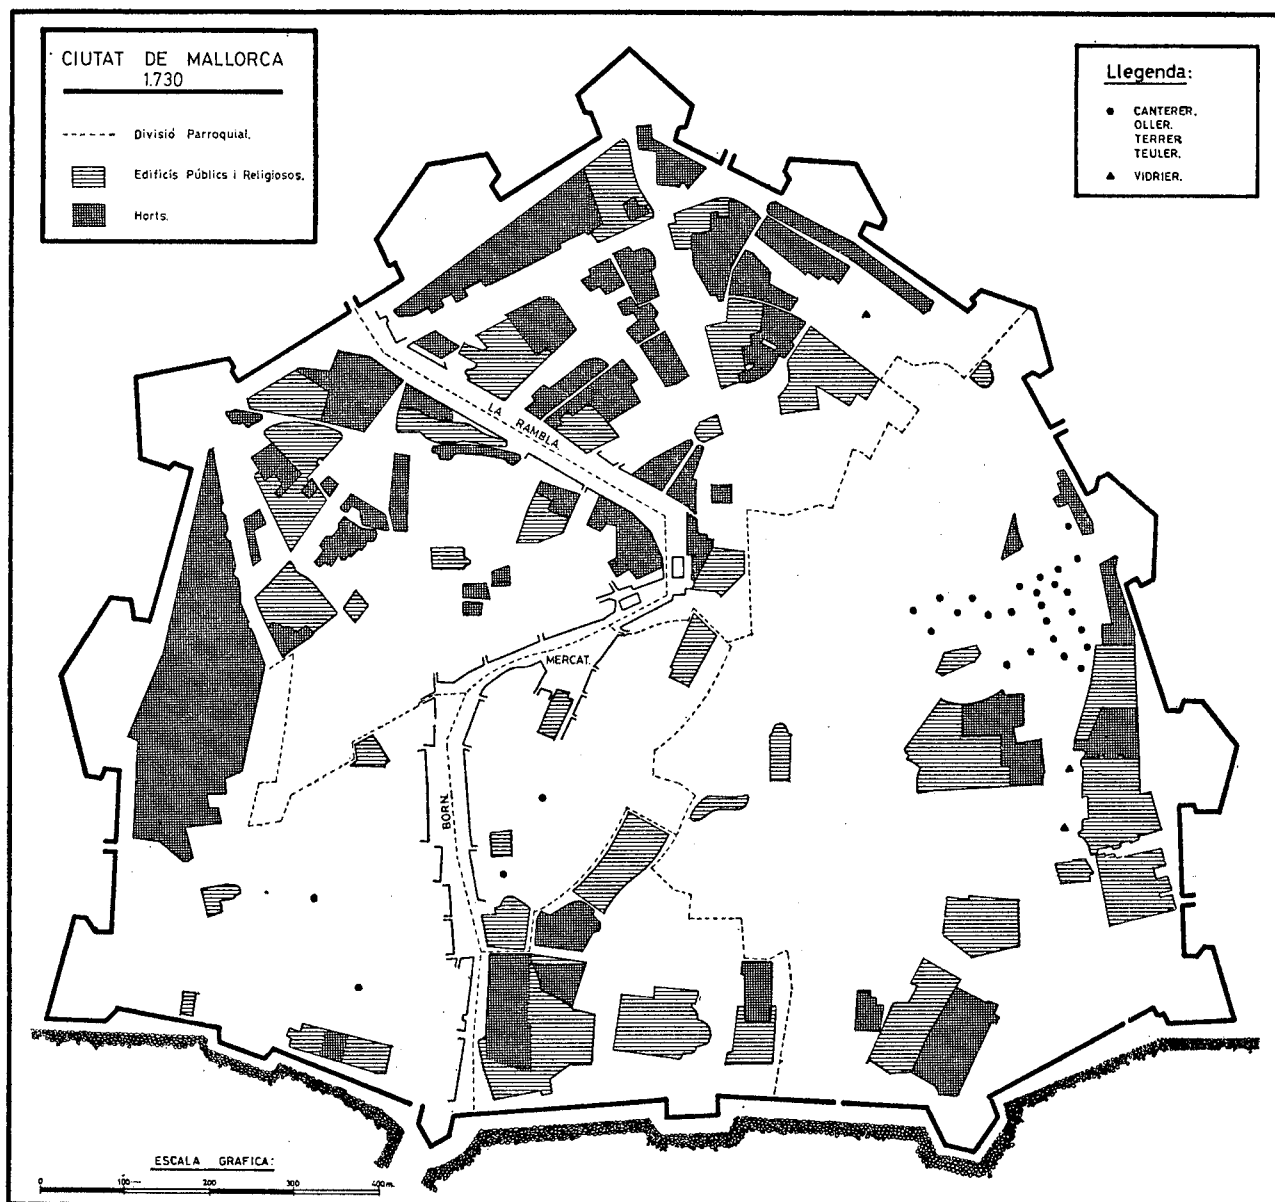 CIUTAT DE MALLORCA
1.730
Divisió Parroquial.
Edificis Públics i Religiosos.
Horts.
Llegenda:
CANTERER.
OLLER.
TERRER
TEULER.
VIDRIER.
LA RAMBLA.
MERCAT.
BORN.
ESCALA GRAFICA:
0 100 200 300 400 m.